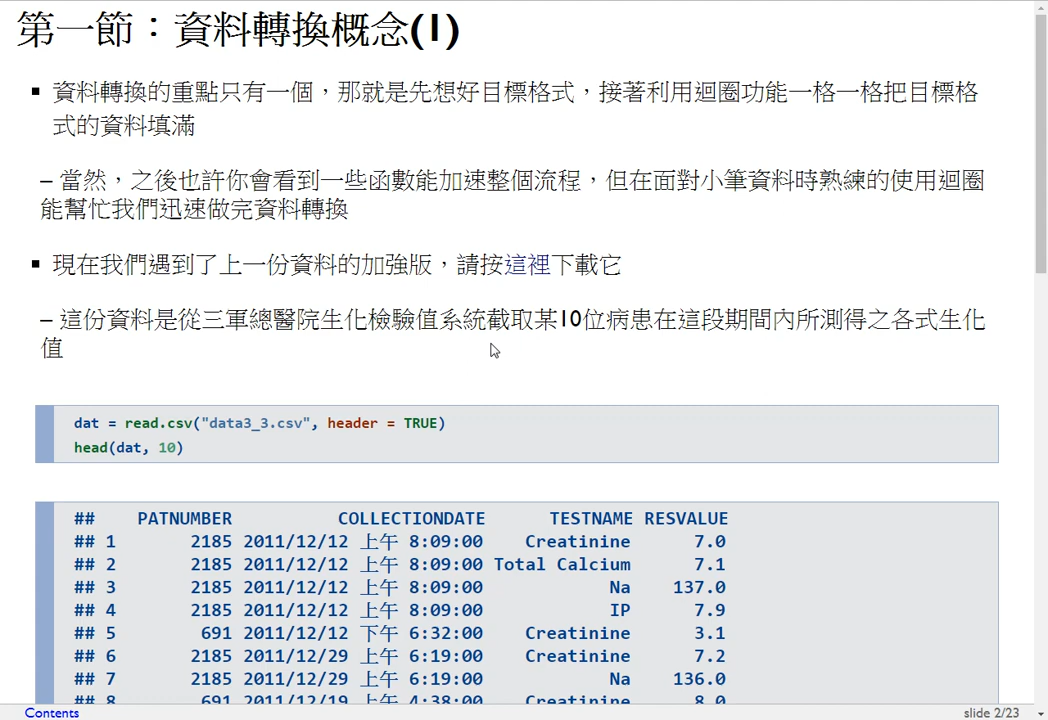 第一節：資料轉換概念(1)
▪ 資料轉換的重點只有一個，那就是先想好目標格式，接著利用迴圈功能一格一格把目標格
式的資料填滿
– 當然，之後也許你會看到一些函數能加速整個流程，但在面對小筆資料時熟練的使用迴圈
能幫忙我們迅速做完資料轉換
▪ 現在我們遇到了上一份資料的加強版，請按這裡下載它
– 這份資料是從三軍總醫院生化檢驗值系統截取某10位病患在這段期間內所測得之各式生化
值
dat = read.csv("data3_3.csv", header = TRUE)
head(dat, 10)
##    PATNUMBER          COLLECTIONDATE      TESTNAME RESVALUE
## 1       2185 2011/12/12 上午 8:09:00    Creatinine      7.0
## 2       2185 2011/12/12 上午 8:09:00 Total Calcium      7.1
## 3       2185 2011/12/12 上午 8:09:00            Na    137.0
## 4       2185 2011/12/12 上午 8:09:00            IP      7.9
## 5        691 2011/12/12 下午 6:32:00    Creatinine      3.1
## 6       2185 2011/12/29 上午 6:19:00    Creatinine      7.2
## 7       2185 2011/12/29 上午 6:19:00            Na    136.0
## 8        691 2011/12/19 上午 4:38:00    Creatinine      8.0
Contents
slide 2/23